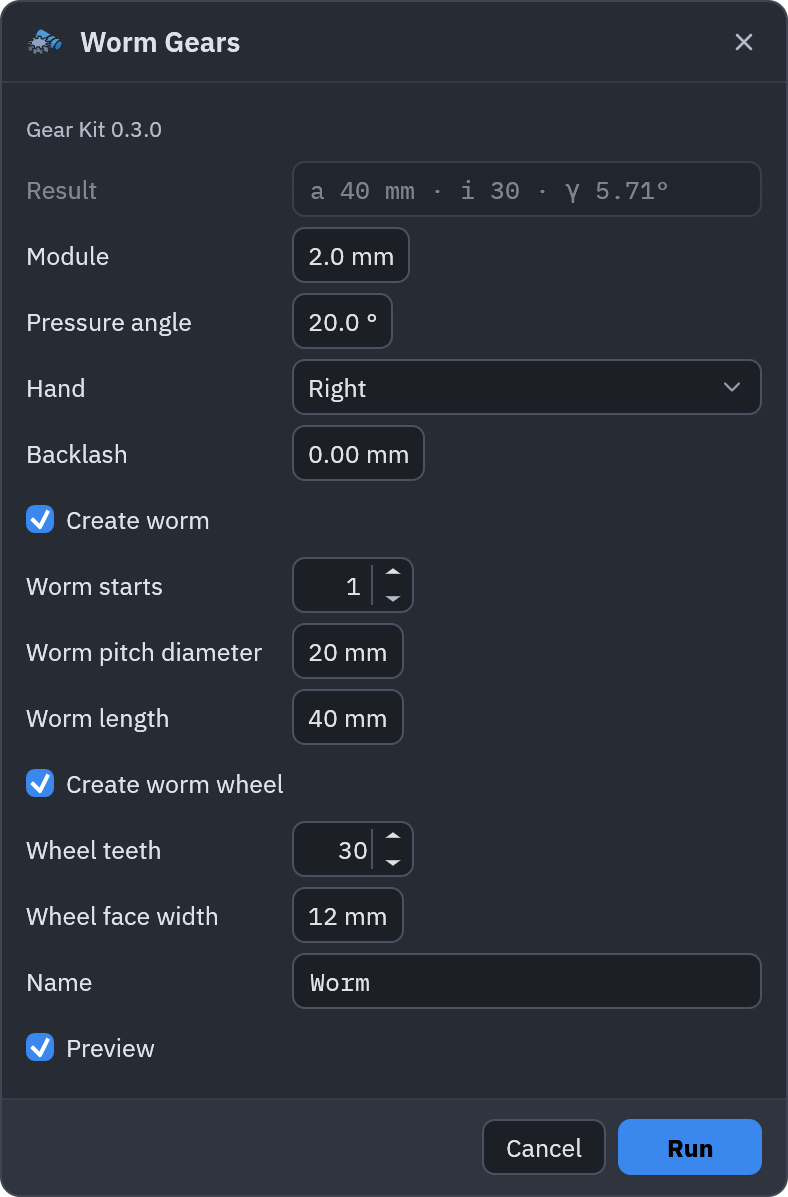 Worm Gears
Gear Kit 0.3.0
Result a 40 mm · i 30 · γ 5.71°
Module 2.0 mm
Pressure angle 20.0 °
Hand Right
Backlash 0.00 mm
Create worm
Worm starts 1
Worm pitch diameter 20 mm
Worm length 40 mm
Create worm wheel
Wheel teeth 30
Wheel face width 12 mm
Name Worm
Preview
Cancel Run